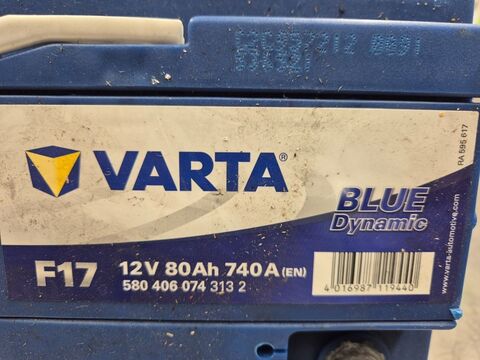 VARTA®
BLUE
Dynamic
F17
12V 80Ah 740A (EN)
580 406 074 313 2
4 016987 119440
RA 595 617
www.varta-automotive.com